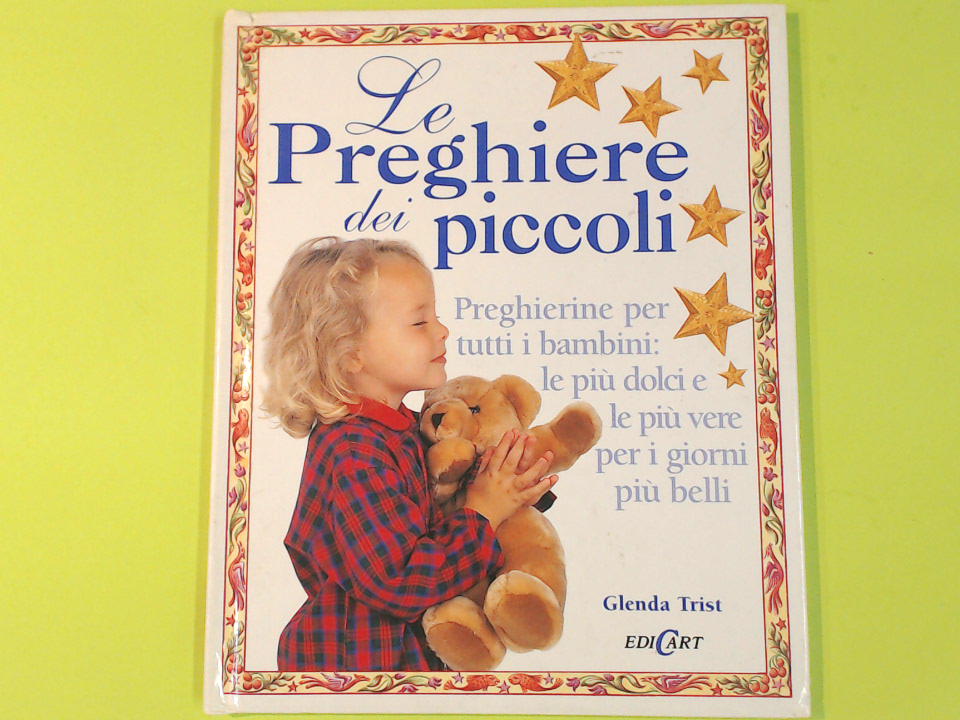 Le
Preghiere
dei piccoli
Preghierine per
tutti i bambini:
le più dolci e
le più vere
per i giorni
più belli
Glenda Trist
EDICART